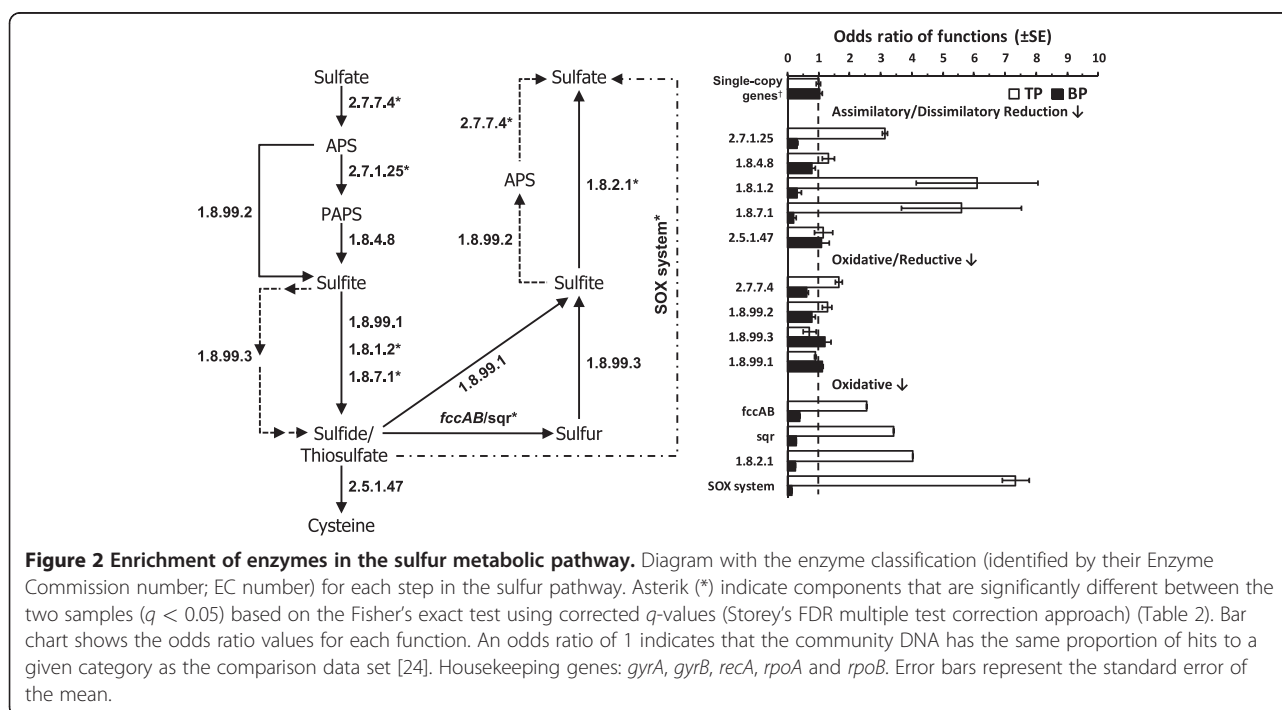 Sulfate
2.7.7.4*
APS
2.7.1.25*
1.8.99.2
PAPS
1.8.4.8
Sulfite
1.8.99.3
1.8.99.1
1.8.1.2*
1.8.7.1*
Sulfide/
Thiosulfate
2.5.1.47
Cysteine
Sulfate
2.7.7.4*
1.8.2.1*
APS
1.8.99.2
Sulfite
1.8.99.1
1.8.99.3
fccAB/sqr*
Sulfur
SOX system*
Odds ratio of functions (±SE)
0 1 2 3 4 5 6 7 8 9 10
Single-copy
genes†
TP BP
Assimilatory/Dissimilatory Reduction ↓
2.7.1.25
1.8.4.8
1.8.1.2
1.8.7.1
2.5.1.47
Oxidative/Reductive ↓
2.7.7.4
1.8.99.2
1.8.99.3
1.8.99.1
Oxidative ↓
fccAB
sqr
1.8.2.1
SOX system
Figure 2 Enrichment of enzymes in the sulfur metabolic pathway. Diagram with the enzyme classification (identified by their Enzyme
Commission number; EC number) for each step in the sulfur pathway. Asterik (*) indicate components that are significantly different between the
two samples (q < 0.05) based on the Fisher's exact test using corrected q-values (Storey's FDR multiple test correction approach) (Table 2). Bar
chart shows the odds ratio values for each function. An odds ratio of 1 indicates that the community DNA has the same proportion of hits to a
given category as the comparison data set [24]. Housekeeping genes: gyrA, gyrB, recA, rpoA and rpoB. Error bars represent the standard error of
the mean.